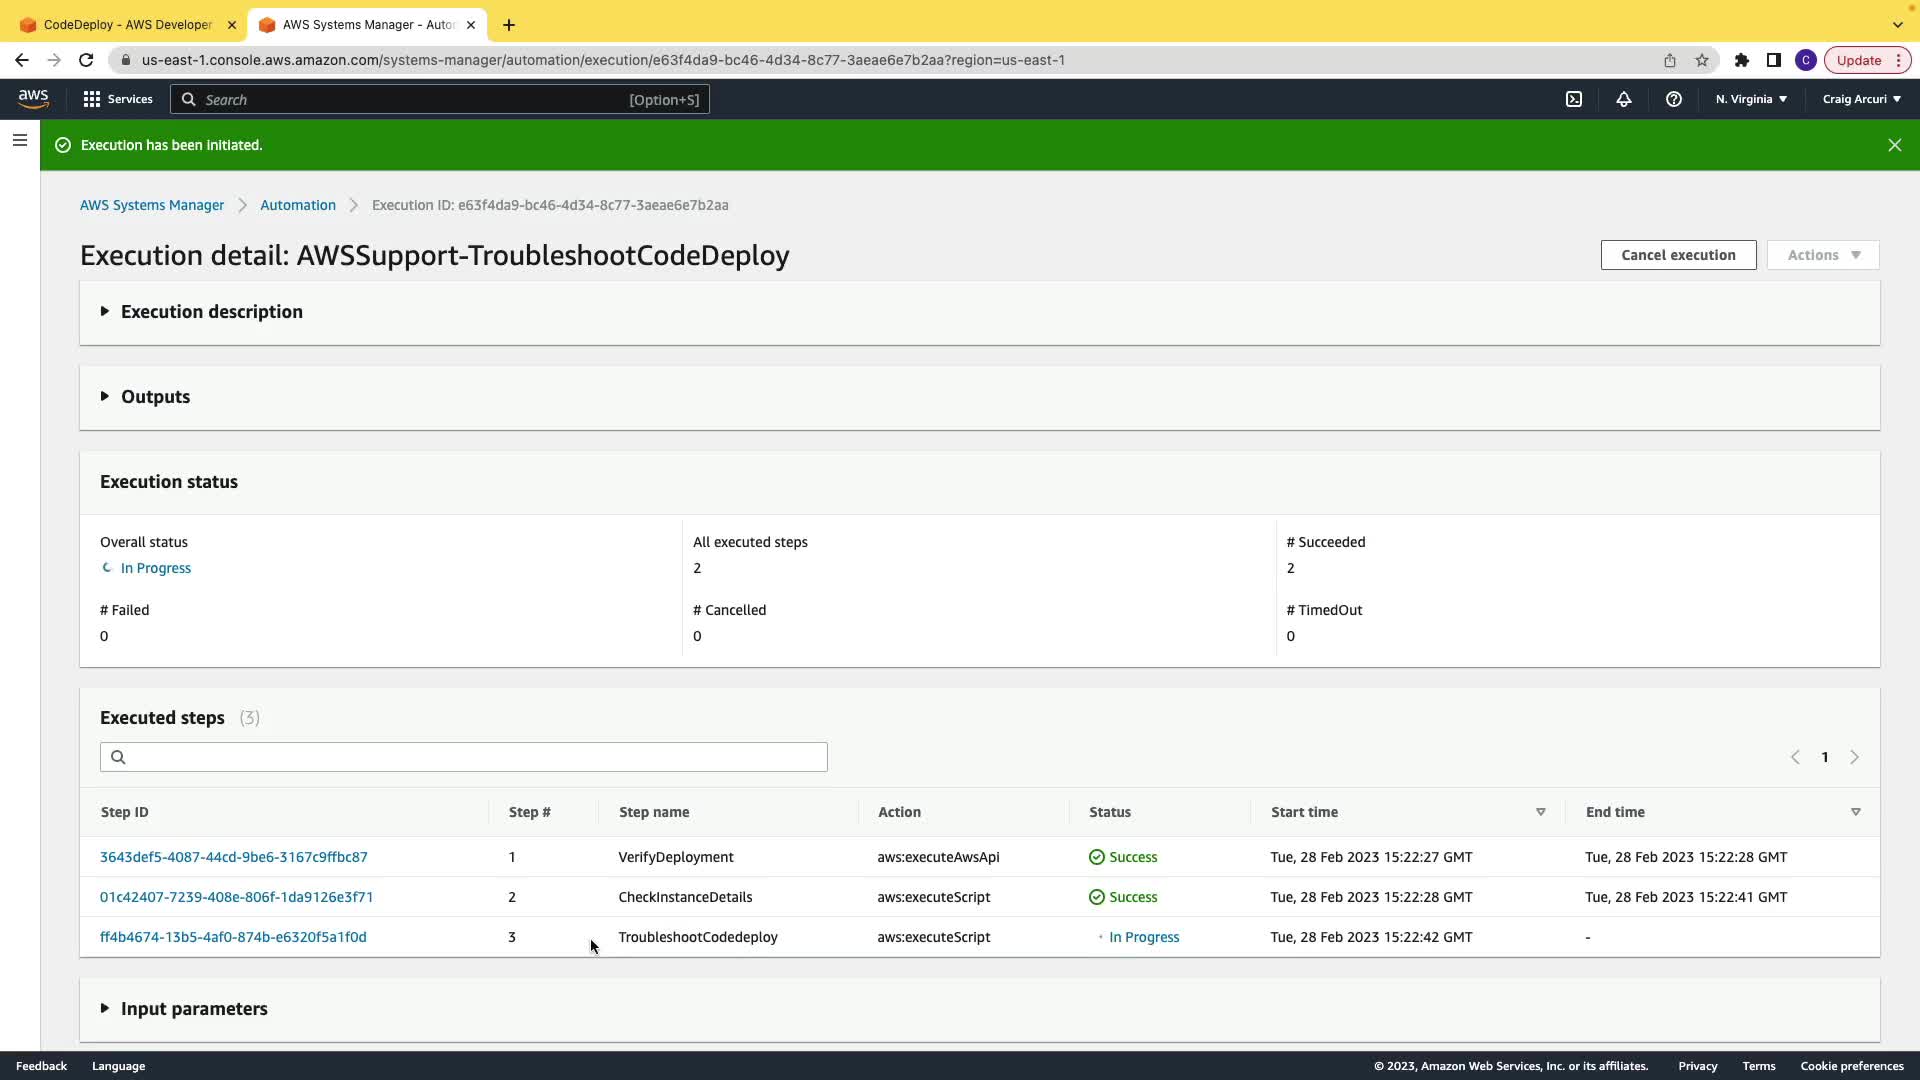 CodeDeploy - AWS Developer
AWS Systems Manager - Auto
us-east-1.console.aws.amazon.com/systems-manager/automation/execution/e63f4da9-bc46-4d34-8c77-3aeae6e7b2aa?region=us-east-1
C
Update
aws
Services
Search
[Option+S]
N. Virginia
Craig Arcuri
Execution has been initiated.
AWS Systems Manager
Automation
Execution ID: e63f4da9-bc46-4d34-8c77-3aeae6e7b2aa
Execution detail: AWSSupport-TroubleshootCodeDeploy
Cancel execution
Actions
Execution description
Outputs
Execution status
Overall status
All executed steps
# Succeeded
In Progress
2
2
# Failed
# Cancelled
# TimedOut
0
0
0
Executed steps (3)
1
Step ID Step # Step name Action Status Start time End time
3643def5-4087-44cd-9be6-3167c9ffbc87 1 VerifyDeployment aws:executeAwsApi Success Tue, 28 Feb 2023 15:22:27 GMT Tue, 28 Feb 2023 15:22:28 GMT
01c42407-7239-408e-806f-1da9126e3f71 2 CheckInstanceDetails aws:executeScript Success Tue, 28 Feb 2023 15:22:28 GMT Tue, 28 Feb 2023 15:22:41 GMT
ff4b4674-13b5-4af0-874b-e6320f5a1f0d 3 TroubleshootCodedeploy aws:executeScript In Progress Tue, 28 Feb 2023 15:22:42 GMT -
Input parameters
Feedback
Language
© 2023, Amazon Web Services, Inc. or its affiliates.
Privacy
Terms
Cookie preferences